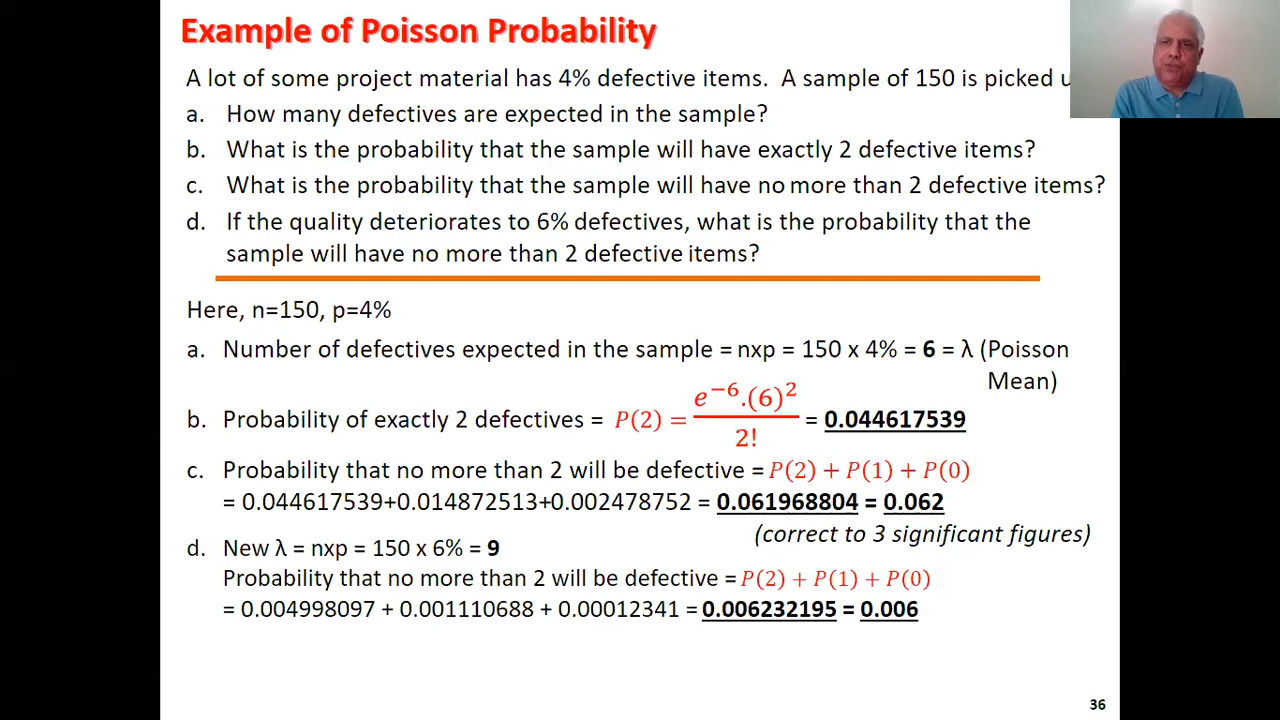 Example of Poisson Probability
A lot of some project material has 4% defective items. A sample of 150 is picked
a. How many defectives are expected in the sample?
b. What is the probability that the sample will have exactly 2 defective items?
c. What is the probability that the sample will have no more than 2 defective items?
d. If the quality deteriorates to 6% defectives, what is the probability that the
sample will have no more than 2 defective items?
Here, n=150, p=4%
a. Number of defectives expected in the sample = nxp = 150 x 4% = 6 = λ (Poisson
Mean)
b. Probability of exactly 2 defectives = P(2) = e^−6.(6)^2 / 2! = 0.044617539
c. Probability that no more than 2 will be defective = P(2) + P(1) + P(0)
= 0.044617539+0.014872513+0.002478752 = 0.061968804 = 0.062
(correct to 3 significant figures)
d. New λ = nxp = 150 x 6% = 9
Probability that no more than 2 will be defective = P(2) + P(1) + P(0)
= 0.004998097 + 0.001110688 + 0.00012341 = 0.006232195 = 0.006
36